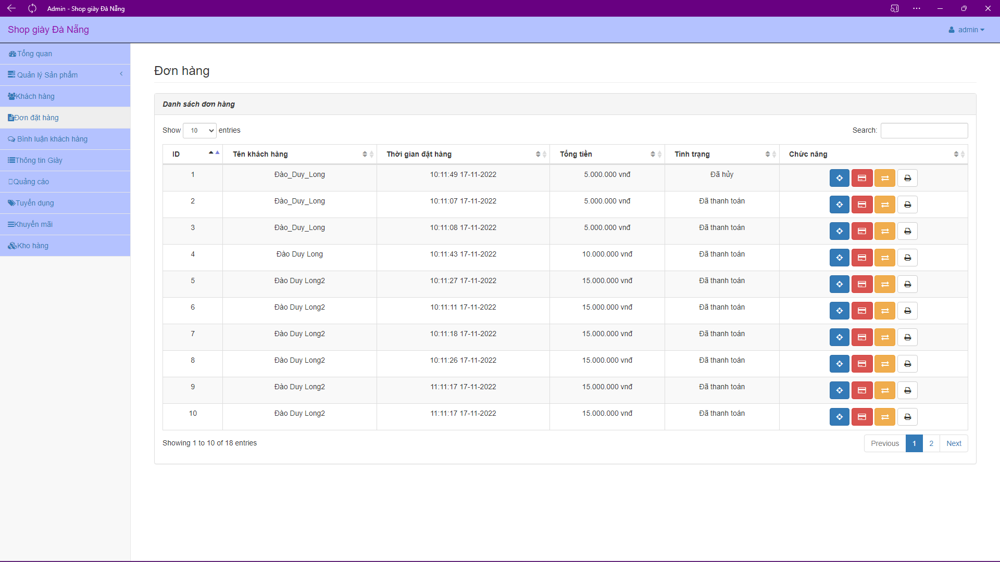 Admin - Shop giày Đà Nẵng
Shop giày Đà Nẵng
admin
Tổng quan
Quản lý Sản phẩm
Khách hàng
Đơn đặt hàng
Bình luận khách hàng
Thông tin Giày
Quảng cáo
Tuyển dụng
Khuyến mãi
Kho hàng
Đơn hàng
Danh sách đơn hàng
Show 10 entries
Search:
ID Tên khách hàng Thời gian đặt hàng Tổng tiền Tình trạng Chức năng
1 Đào_Duy_Long 10:11:49 17-11-2022 5.000.000 vnđ Đã hủy
2 Đào_Duy_Long 10:11:07 17-11-2022 5.000.000 vnđ Đã thanh toán
3 Đào_Duy_Long 10:11:08 17-11-2022 5.000.000 vnđ Đã thanh toán
4 Đào Duy Long 10:11:43 17-11-2022 10.000.000 vnđ Đã thanh toán
5 Đào Duy Long2 10:11:27 17-11-2022 15.000.000 vnđ Đã thanh toán
6 Đào Duy Long2 10:11:11 17-11-2022 15.000.000 vnđ Đã thanh toán
7 Đào Duy Long2 10:11:18 17-11-2022 15.000.000 vnđ Đã thanh toán
8 Đào Duy Long2 10:11:26 17-11-2022 15.000.000 vnđ Đã thanh toán
9 Đào Duy Long2 11:11:17 17-11-2022 15.000.000 vnđ Đã thanh toán
10 Đào Duy Long2 11:11:17 17-11-2022 15.000.000 vnđ Đã thanh toán
Showing 1 to 10 of 18 entries
Previous 1 2 Next